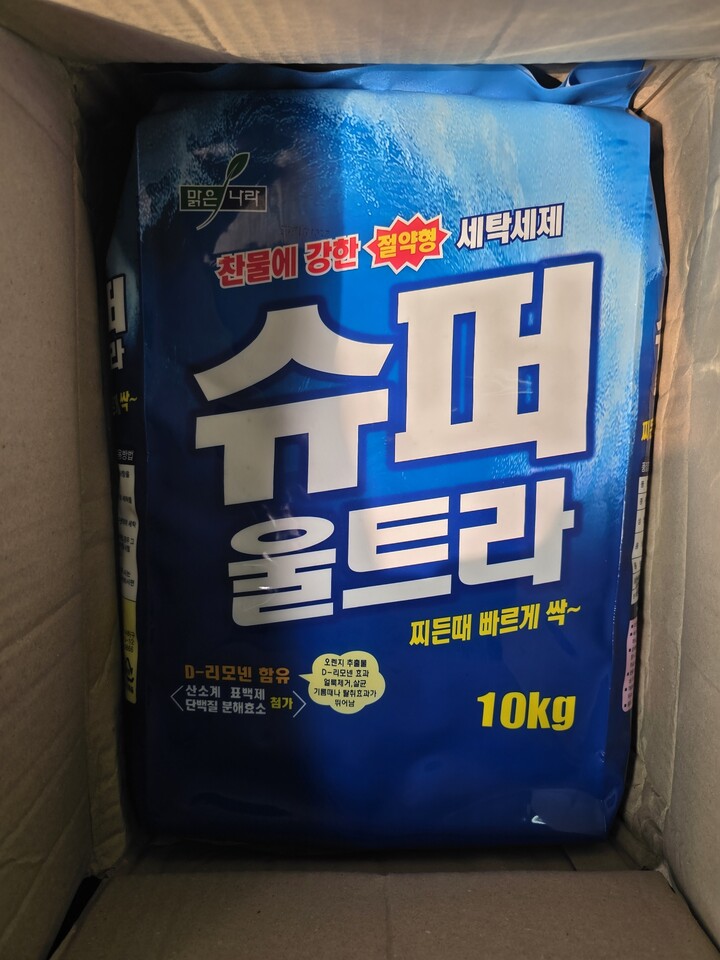 맑은 나라
찬물에 강한 절약형 세탁세제
슈퍼
울트라
찌든때 빠르게 싹~
D-리모넨 함유
산소계 표백제
단백질 분해효소 첨가
오렌지 추출물
D-리모넨 효과
얼룩제거,살균
기름때나 탈취효과가
뛰어남
10kg
싹~